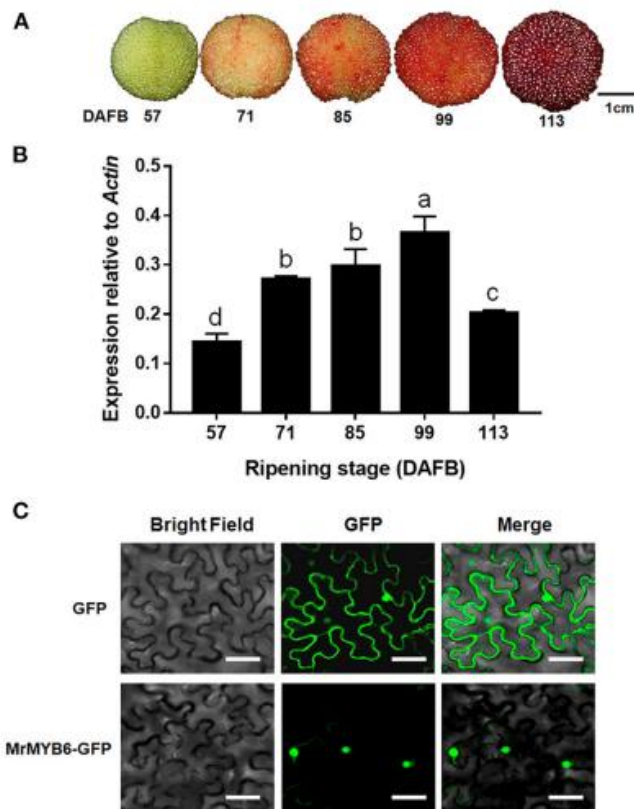 A
DAFB 57 71 85 99 113
1cm
B
Expression relative to Actin
0.5
0.4
0.3
0.2
0.1
0.0
d
b
b
a
c
57 71 85 99 113
Ripening stage (DAFB)
C
Bright Field GFP Merge
GFP
MrMYB6-GFP